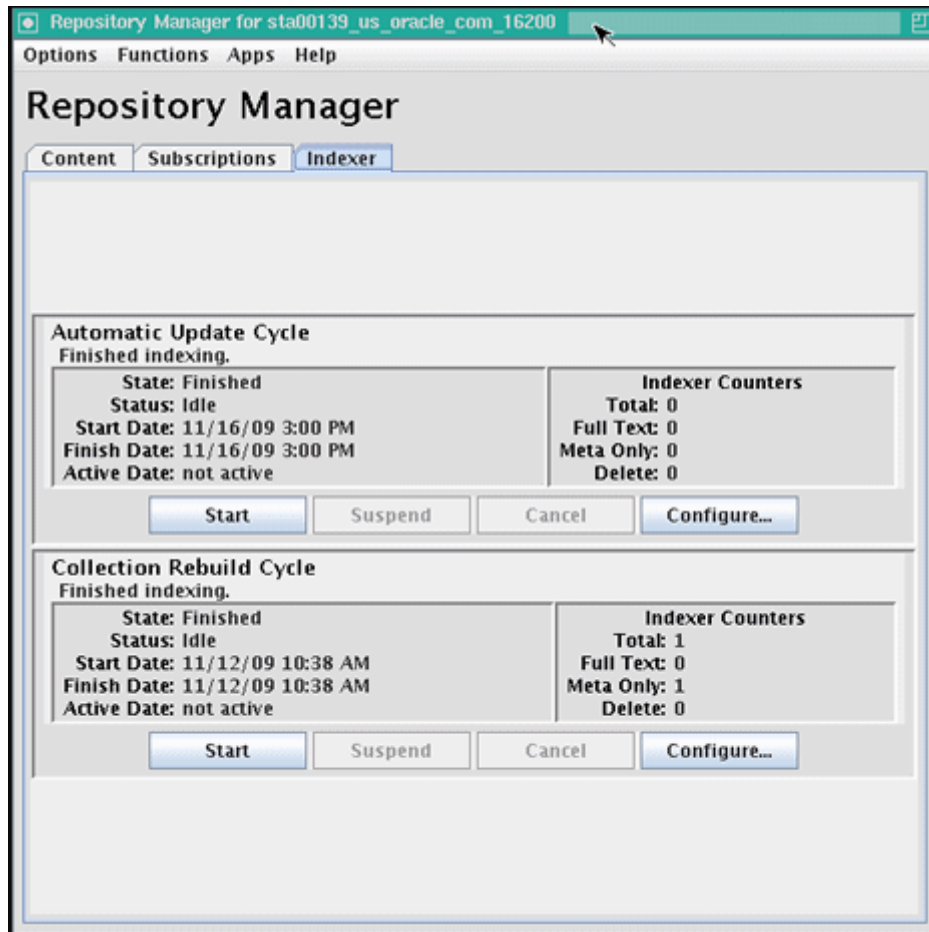 Repository Manager for sta00139_us_oracle_com_16200
Options Functions Apps Help
Repository Manager
Content Subscriptions Indexer
Automatic Update Cycle
Finished indexing.
State: Finished
Status: Idle
Start Date: 11/16/09 3:00 PM
Finish Date: 11/16/09 3:00 PM
Active Date: not active
Indexer Counters
Total: 0
Full Text: 0
Meta Only: 0
Delete: 0
Start Suspend Cancel Configure...
Collection Rebuild Cycle
Finished indexing.
State: Finished
Status: Idle
Start Date: 11/12/09 10:38 AM
Finish Date: 11/12/09 10:38 AM
Active Date: not active
Indexer Counters
Total: 1
Full Text: 0
Meta Only: 1
Delete: 0
Start Suspend Cancel Configure...